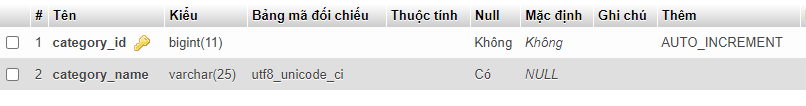 # Tên Kiểu Bảng mã đối chiếu Thuộc tính Null Mặc định Ghi chú Thêm
1 category_id bigint(11) Không Không AUTO_INCREMENT
2 category_name varchar(25) utf8_unicode_ci Có NULL